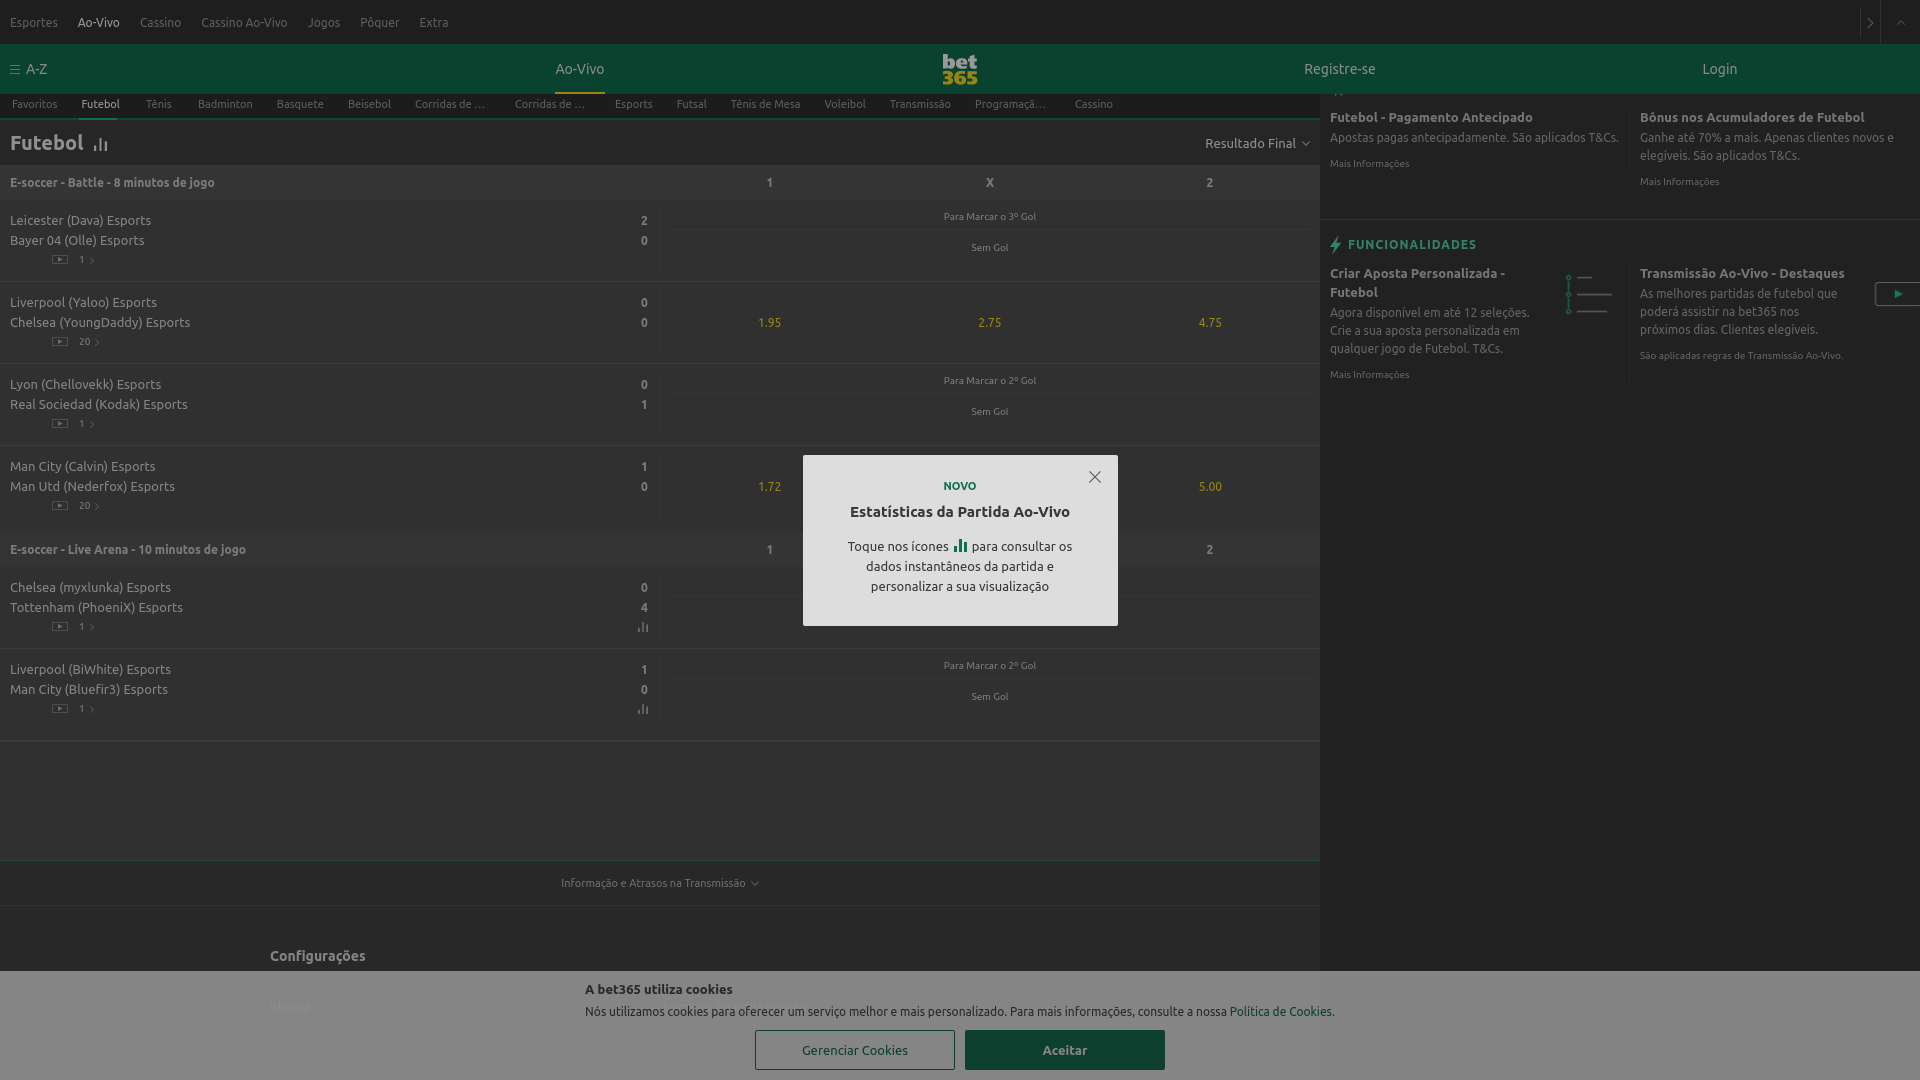 Esportes
Ao-Vivo
Cassino
Cassino Ao-Vivo
Jogos
Pôquer
Extra
A-Z
Ao-Vivo
bet
365
Registre-se
Login
Favoritos
Futebol
Tênis
Badminton
Basquete
Beisebol
Corridas de ...
Corridas de ...
Esports
Futsal
Tênis de Mesa
Voleibol
Transmissão
Programaçã...
Cassino
Futebol
Resultado Final
E-soccer - Battle - 8 minutos de jogo
1
X
2
Leicester (Dava) Esports
2
Bayer 04 (Olle) Esports
0
1
Para Marcar o 3º Gol
Sem Gol
Liverpool (Yaloo) Esports
0
Chelsea (YoungDaddy) Esports
0
20
1.95
2.75
4.75
Lyon (Chellovekk) Esports
0
Real Sociedad (Kodak) Esports
1
1
Para Marcar o 2º Gol
Sem Gol
Man City (Calvin) Esports
1
Man Utd (Nederfox) Esports
0
20
1.72
5.00
E-soccer - Live Arena - 10 minutos de jogo
1
2
Chelsea (myxlunka) Esports
0
Tottenham (PhoeniX) Esports
4
1
Liverpool (BiWhite) Esports
1
Man City (Bluefir3) Esports
0
1
Para Marcar o 2º Gol
Sem Gol
Informação e Atrasos na Transmissão
Configurações
Idioma
Futebol - Pagamento Antecipado
Apostas pagas antecipadamente. São aplicados T&Cs.
Mais Informações
Bônus nos Acumuladores de Futebol
Ganhe até 70% a mais. Apenas clientes novos e
elegíveis. São aplicados T&Cs.
Mais Informações
FUNCIONALIDADES
Criar Aposta Personalizada -
Futebol
Agora disponível em até 12 seleções.
Crie a sua aposta personalizada em
qualquer jogo de Futebol. T&Cs.
Mais Informações
Transmissão Ao-Vivo - Destaques
As melhores partidas de futebol que
poderá assistir na bet365 nos
próximos dias. Clientes elegíveis.
São aplicadas regras de Transmissão Ao-Vivo.
NOVO
Estatísticas da Partida Ao-Vivo
Toque nos ícones para consultar os
dados instantâneos da partida e
personalizar a sua visualização
A bet365 utiliza cookies
Nós utilizamos cookies para oferecer um serviço melhor e mais personalizado. Para mais informações, consulte a nossa Política de Cookies.
Gerenciar Cookies
Aceitar